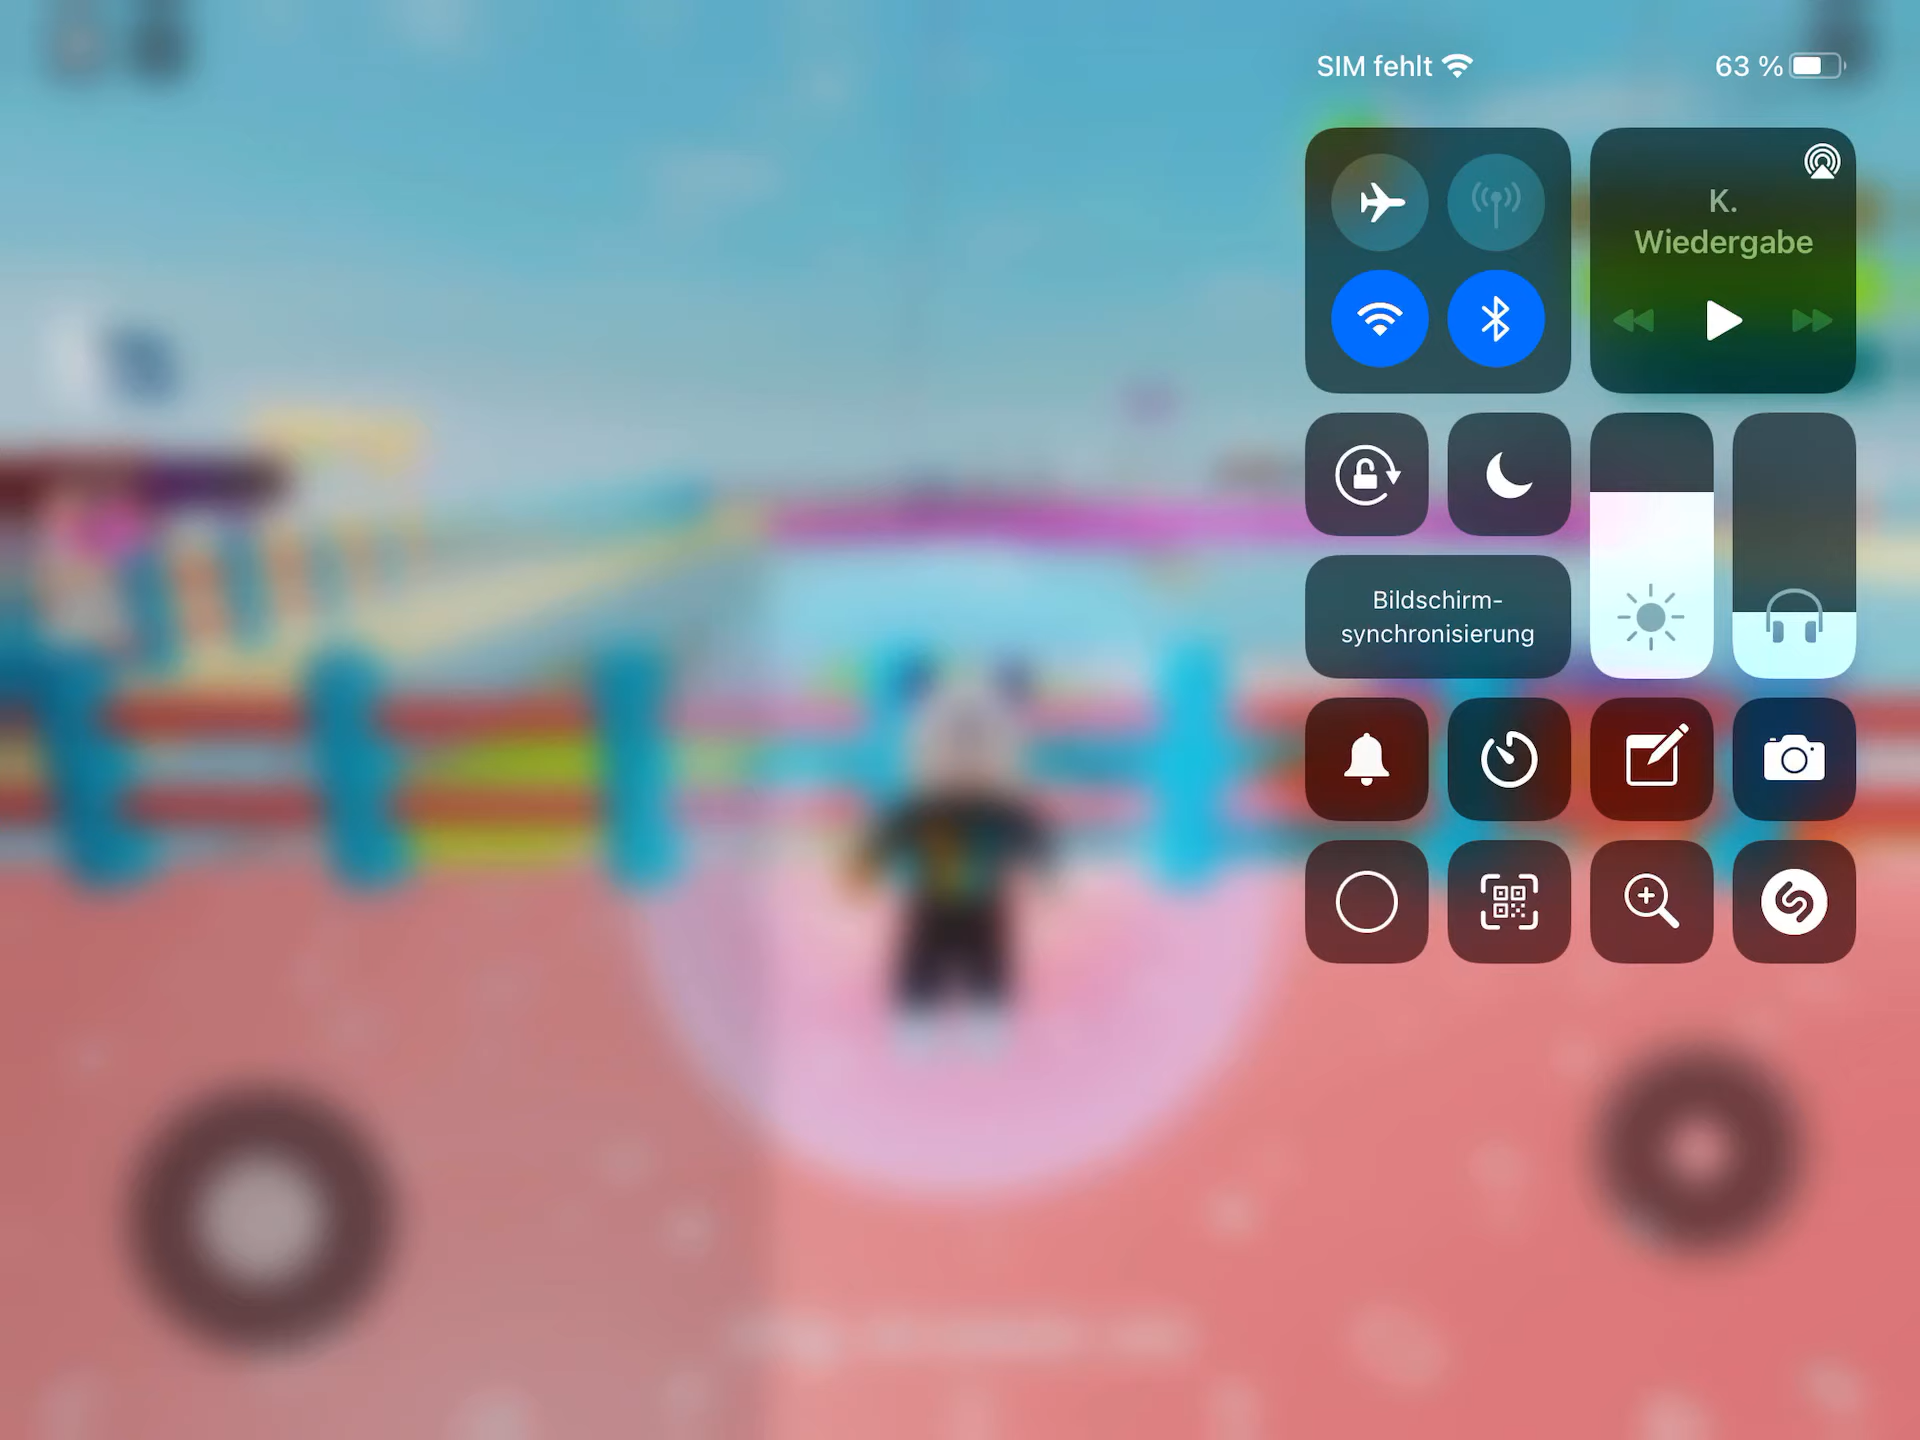 SIM fehlt
63 %
K.
Wiedergabe
Bildschirm-
synchronisierung